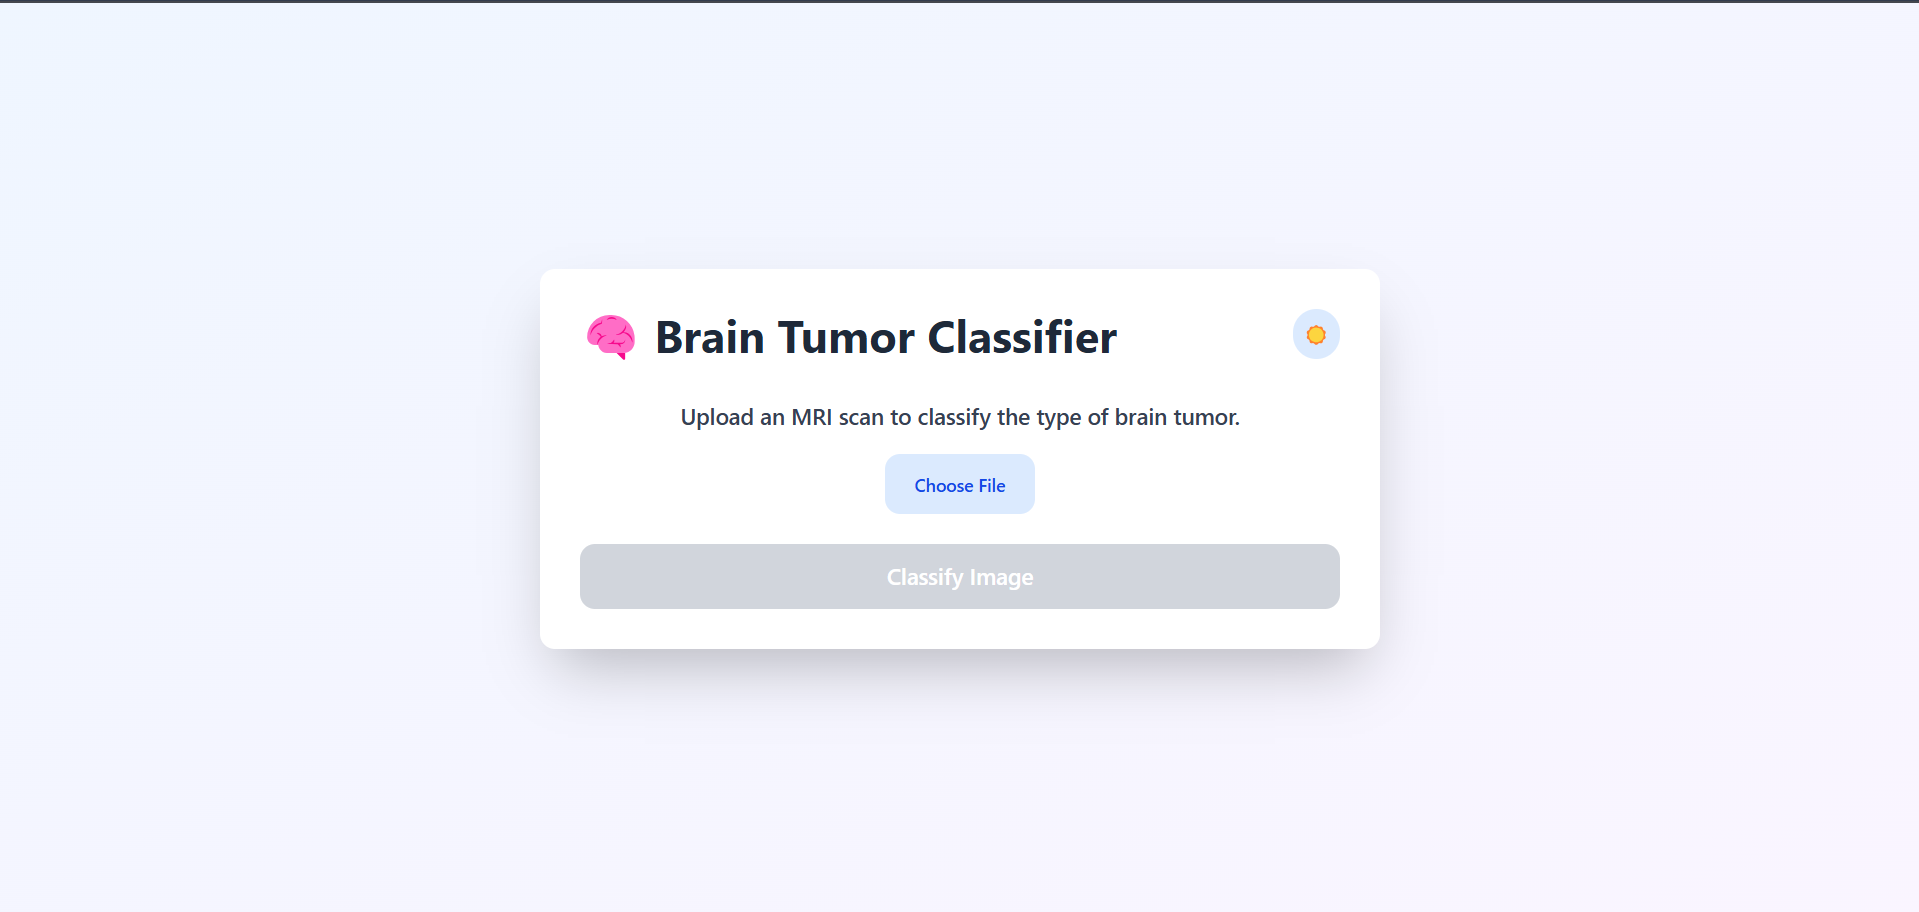 Brain Tumor Classifier
Upload an MRI scan to classify the type of brain tumor.
Choose File
Classify Image